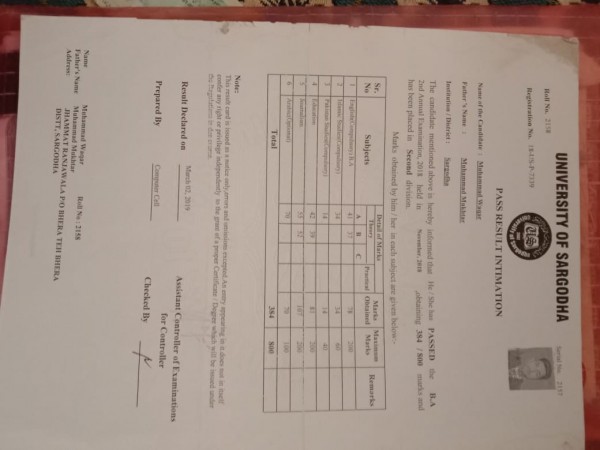 Roll No. 2158
Registration No. 18-US-P-2239
UNIVERSITY OF SARGODHA
PASS RESULT INTIMATION
Serial No. 2157
Name of the Candidate : Muhammad Waqar
Father's Name : Muhammad Mukhtar
Institution / District : Sargodha
The candidate mentioned above is hereby informed that He / She has PASSED the B.A
2nd Annual Examination, 2018 held in November, 2018 ,obtaining 384 / 800 marks and
has been placed in Second division.
Marks obtained by him / her in each subject are given below:-
Sr. No Subjects Detail of Marks Marks Obtained Maximum Marks Remarks
Theory Practical
A B C
1 English(Compulsory) B.A 41 37 78 200
2 Islamic Studies(Compulsory) 34 34 60
3 Pakistan Studies(Compulsory) 14 14 40
4 Education 42 39 81 200
5 Journalism 55 52 107 200
6 Arabic(Optional) 70 70 100
Total 384 800
Note:
This result card is issued as a notice only,errors and omissions excepted An entry appearing in it does not in itself
confer any right or privilege independently to the grant of a proper Certificate / Degree which will be issued under
the Regulations in due course.
Result Declared on March 02, 2019
Prepared By Computer Cell
Assistant Controller of Examinations
for Controller
Checked By
Name Muhammad Waqar Roll No : 2158
Father's Name Muhammad Mukhtar
Address: JHAMMAT RANJAWALA P/O BHERA TEH BHERA
DISTT, SARGODHA